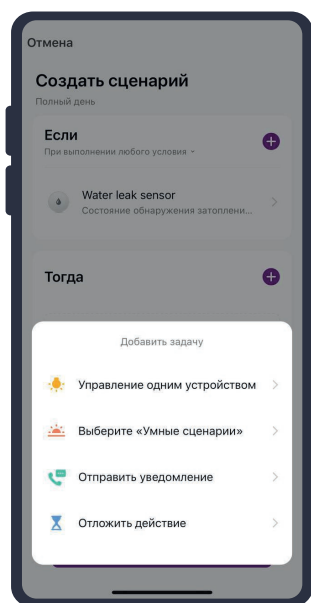 Отмена
Создать сценарий
Полный день
Если
При выполнении любого условия
Water leak sensor
Состояние обнаружения затоплени...
Тогда
Добавить задачу
Управление одним устройством
Выберите «Умные сценарии»
Отправить уведомление
Отложить действие